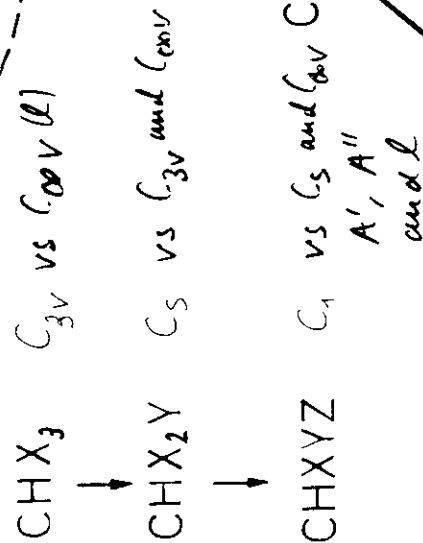 CHX₃ C₃ᵥ vs C∞ᵥ (l)
CHX₂Y Cₛ vs C₃ᵥ and C∞ᵥ
CHXYZ C₁ vs Cₛ and C∞ᵥ C
A', A''
and l